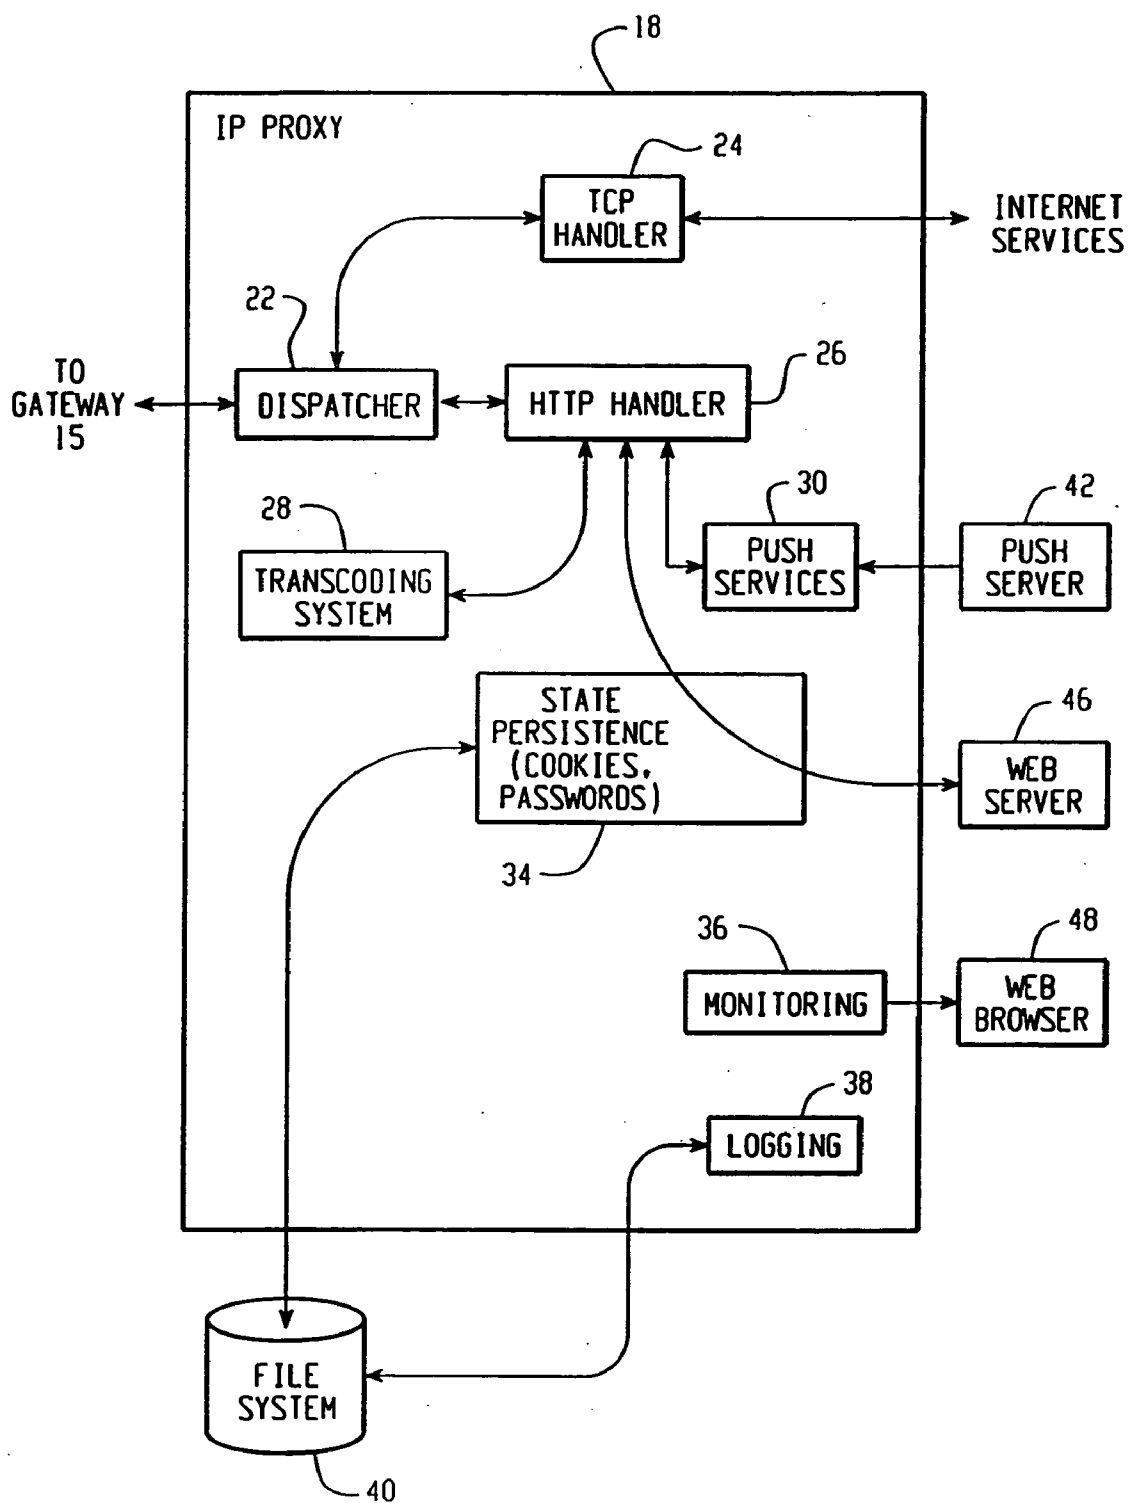 18
IP PROXY
24
TCP
HANDLER
INTERNET
SERVICES
22
TO
GATEWAY
15
DISPATCHER
26
HTTP HANDLER
28
TRANSCODING
SYSTEM
30
PUSH
SERVICES
42
PUSH
SERVER
STATE
PERSISTENCE
(COOKIES,
PASSWORDS)
34
46
WEB
SERVER
36
MONITORING
48
WEB
BROWSER
38
LOGGING
FILE
SYSTEM
40